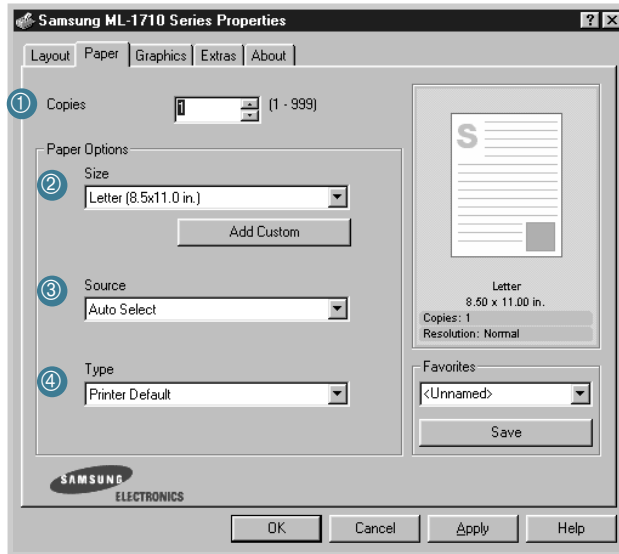 Samsung ML-1710 Series Properties
Layout Paper Graphics Extras About
① Copies 1 (1 - 999)
Paper Options
② Size
Letter (8.5x11.0 in.)
Add Custom
③ Source
Auto Select
④ Type
Printer Default
S
Letter
8.50 x 11.00 in.
Copies: 1
Resolution: Normal
Favorites
<Unnamed>
Save
SAMSUNG
ELECTRONICS
OK Cancel Apply Help